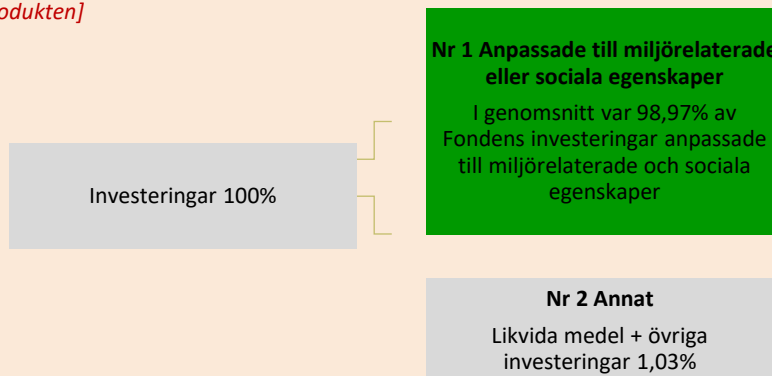 odukten]
Nr 1 Anpassade till miljörelaterade
eller sociala egenskaper
I genomsnitt var 98,97% av
Fondens investeringar anpassade
till miljörelaterade och sociala
egenskaper
Investeringar 100%
Nr 2 Annat
Likvida medel + övriga
investeringar 1,03%